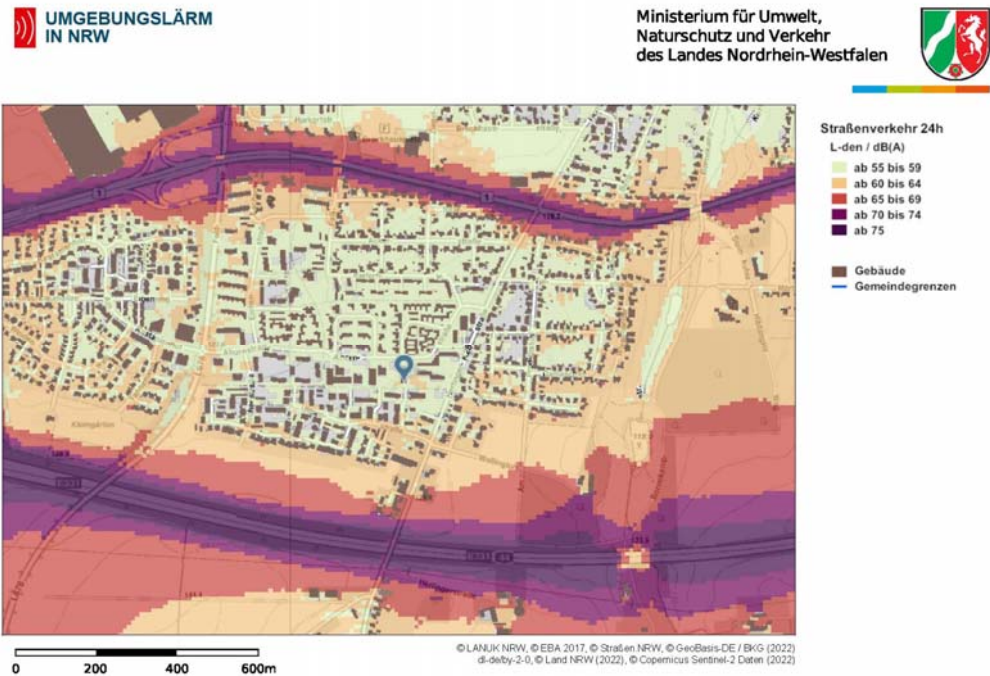 UMGEBUNGSLÄRM
IN NRW
Ministerium für Umwelt,
Naturschutz und Verkehr
des Landes Nordrhein-Westfalen
Straßenverkehr 24h
L-den / dB(A)
ab 55 bis 59
ab 60 bis 64
ab 65 bis 69
ab 70 bis 74
ab 75
Gebäude
Gemeindegrenzen
Kleingärten
0 200 400 600m
© LANUK NRW, © EBA 2017, © Straßen.NRW, © GeoBasis-DE / BKG (2022)
dl-de/by-2-0, © Land NRW (2022), © Copernicus Sentinel-2 Daten (2022)